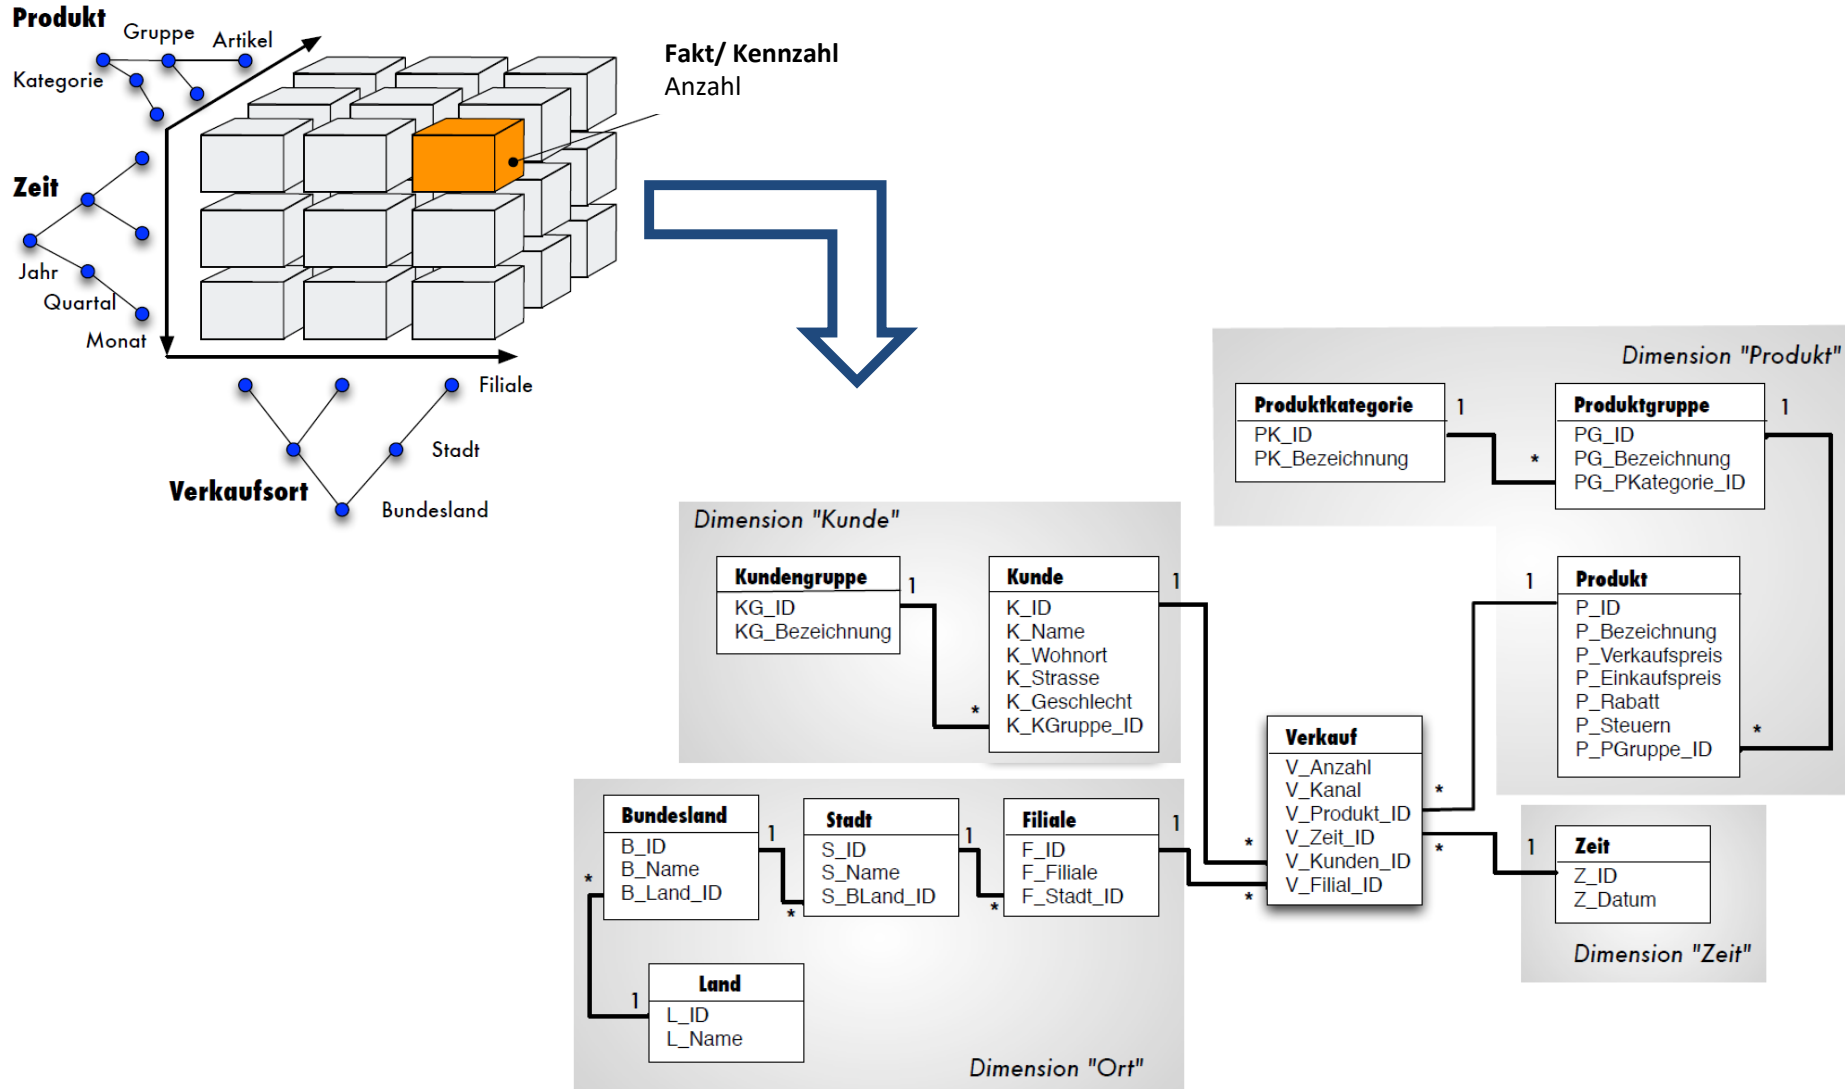 Produkt
Gruppe
Artikel
Kategorie
Fakt/ Kennzahl
Anzahl
Zeit
Jahr
Quartal
Monat
Filiale
Stadt
Verkaufsort
Bundesland
Dimension "Produkt"
Produktkategorie
PK_ID
PK_Bezeichnung
1
*
Produktgruppe
PG_ID
PG_Bezeichnung
PG_PKategorie_ID
1
Dimension "Kunde"
Kundengruppe
KG_ID
KG_Bezeichnung
1
*
Kunde
K_ID
K_Name
K_Wohnort
K_Strasse
K_Geschlecht
K_KGruppe_ID
1
1
Produkt
P_ID
P_Bezeichnung
P_Verkaufspreis
P_Einkaufspreis
P_Rabatt
P_Steuern
P_PGruppe_ID
*
Verkauf
V_Anzahl
V_Kanal
V_Produkt_ID
V_Zeit_ID
V_Kunden_ID
V_Filial_ID
*
*
*
*
Bundesland
B_ID
B_Name
B_Land_ID
*
1
*
Stadt
S_ID
S_Name
S_BLand_ID
1
*
Filiale
F_ID
F_Filiale
F_Stadt_ID
1
1
Zeit
Z_ID
Z_Datum
Dimension "Zeit"
1
Land
L_ID
L_Name
Dimension "Ort"